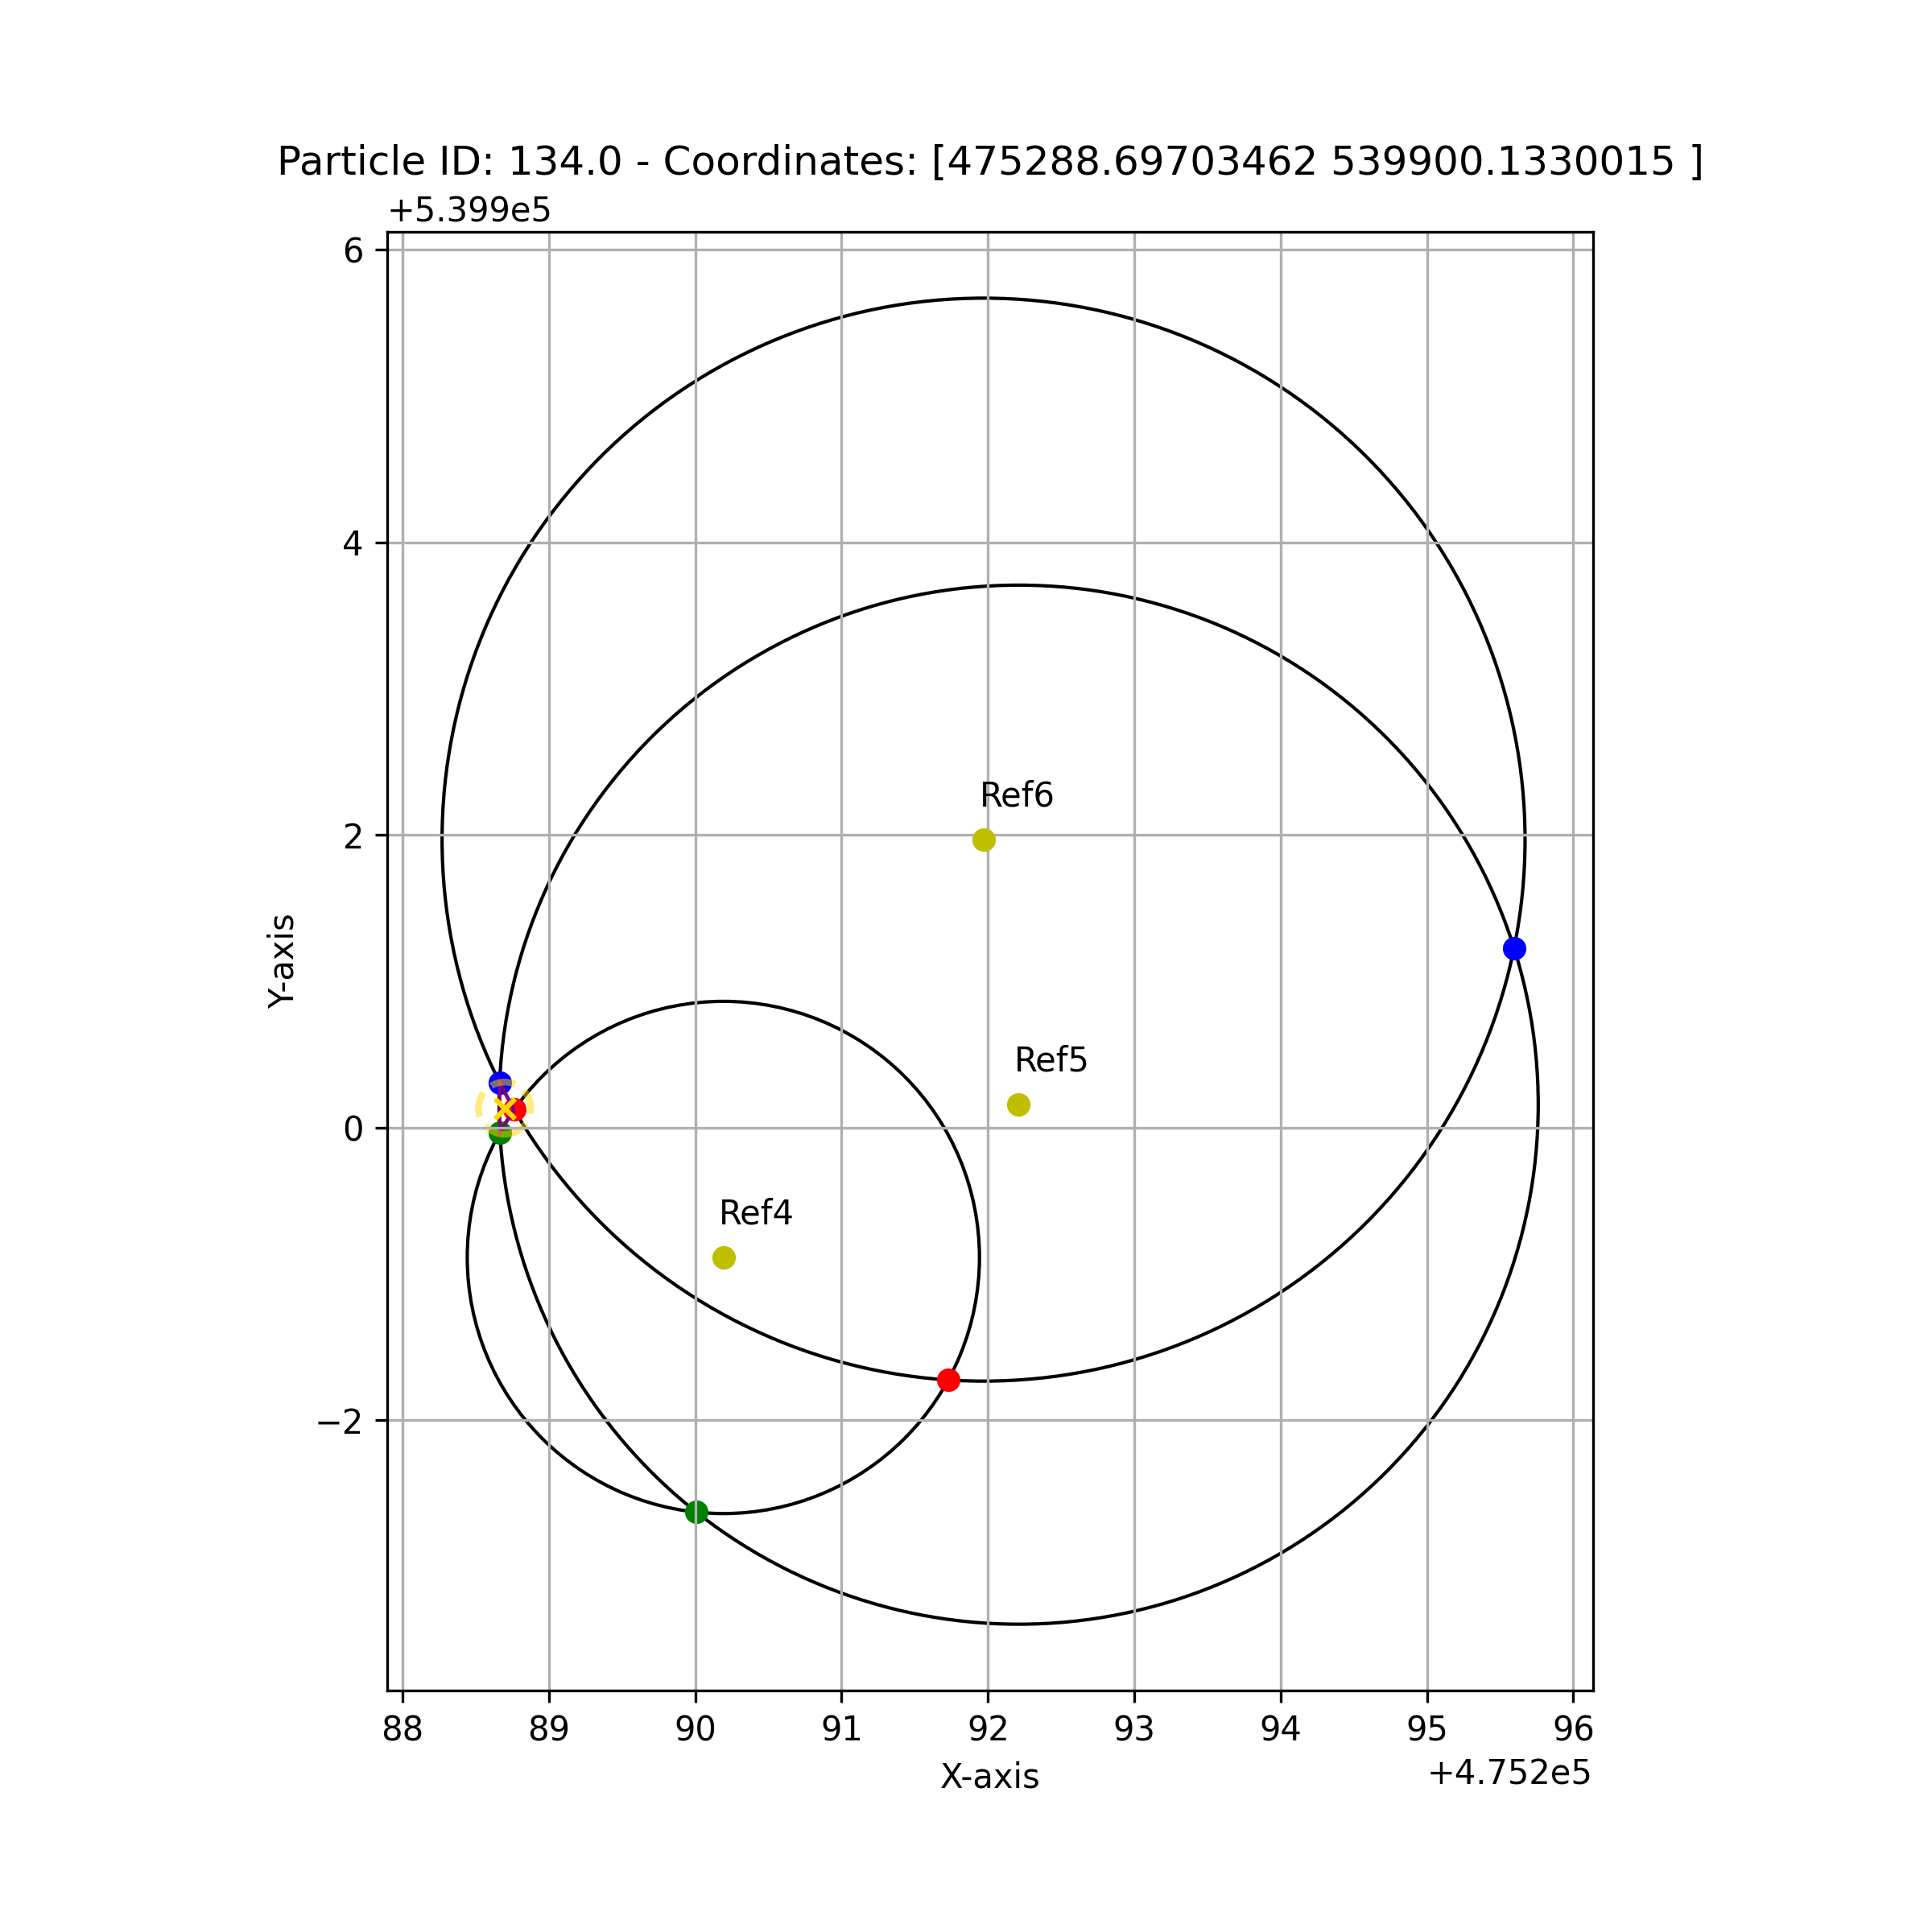 Particle ID: 134.0 - Coordinates: [475288.69703462 539900.1330015 ]
+5.399e5
6
4
2
0
−2
Y-axis
Ref6
Ref5
Ref4
88 89 90 91 92 93 94 95 96
X-axis
+4.752e5